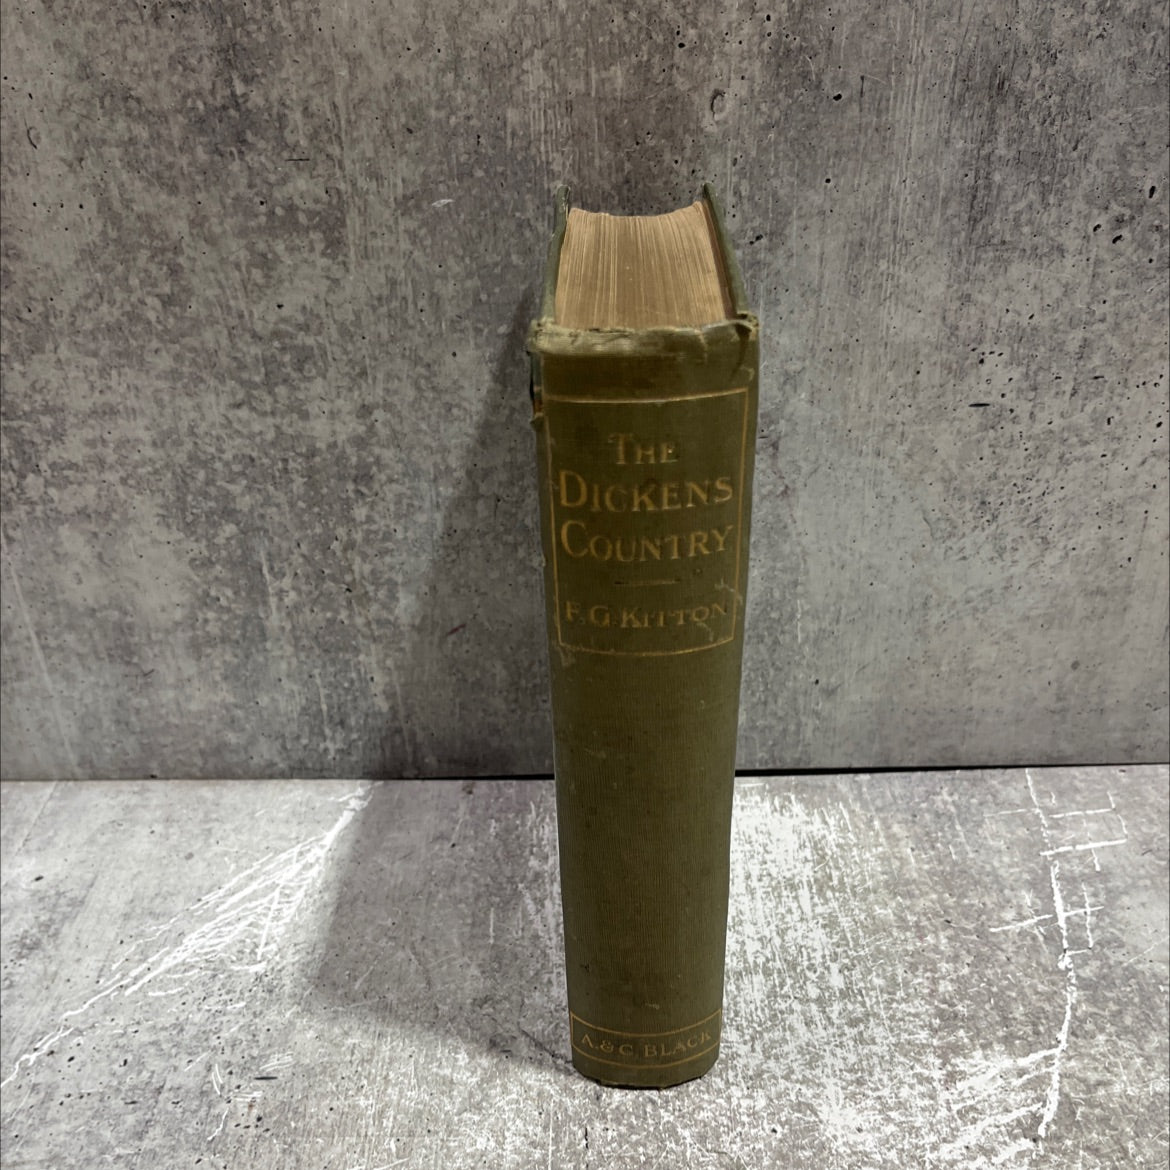 THE
DICKENS
COUNTRY
F. G. KITTON
A. & C. BLACK